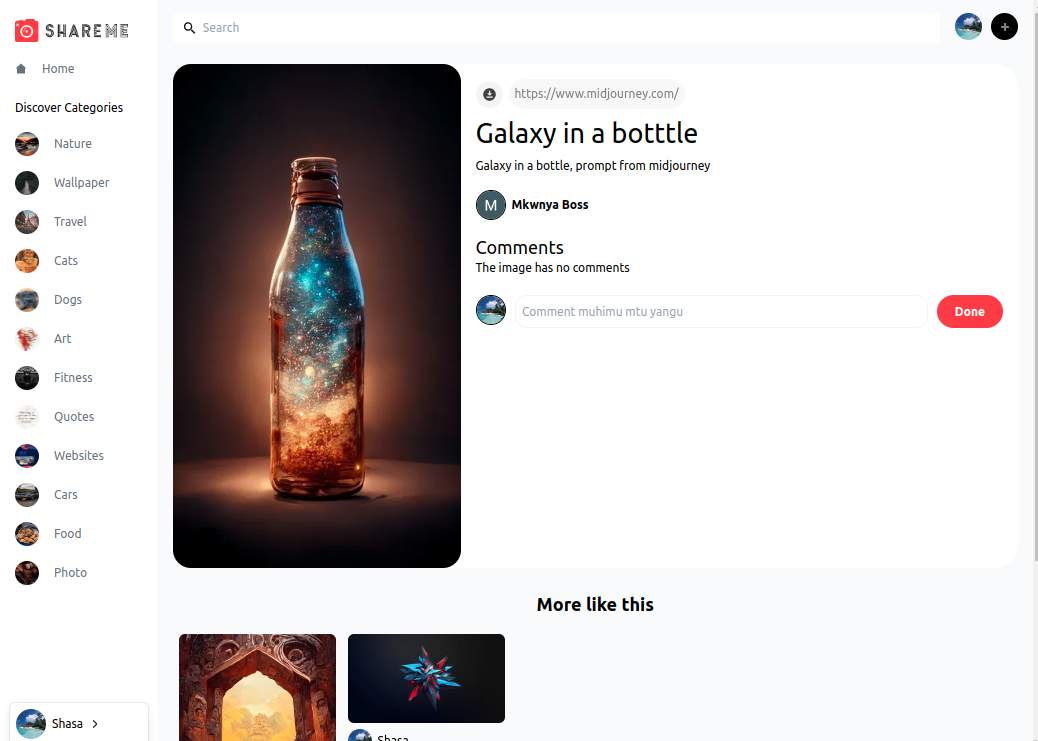 SHAREME
Home
Discover Categories
Nature
Wallpaper
Travel
Cats
Dogs
Art
Fitness
Quotes
Websites
Cars
Food
Photo
Shasa
Search
https://www.midjourney.com/
Galaxy in a botttle
Galaxy in a bottle, prompt from midjourney
M Mkwnya Boss
Comments
The image has no comments
Comment muhimu mtu yangu
Done
More like this
Shasa